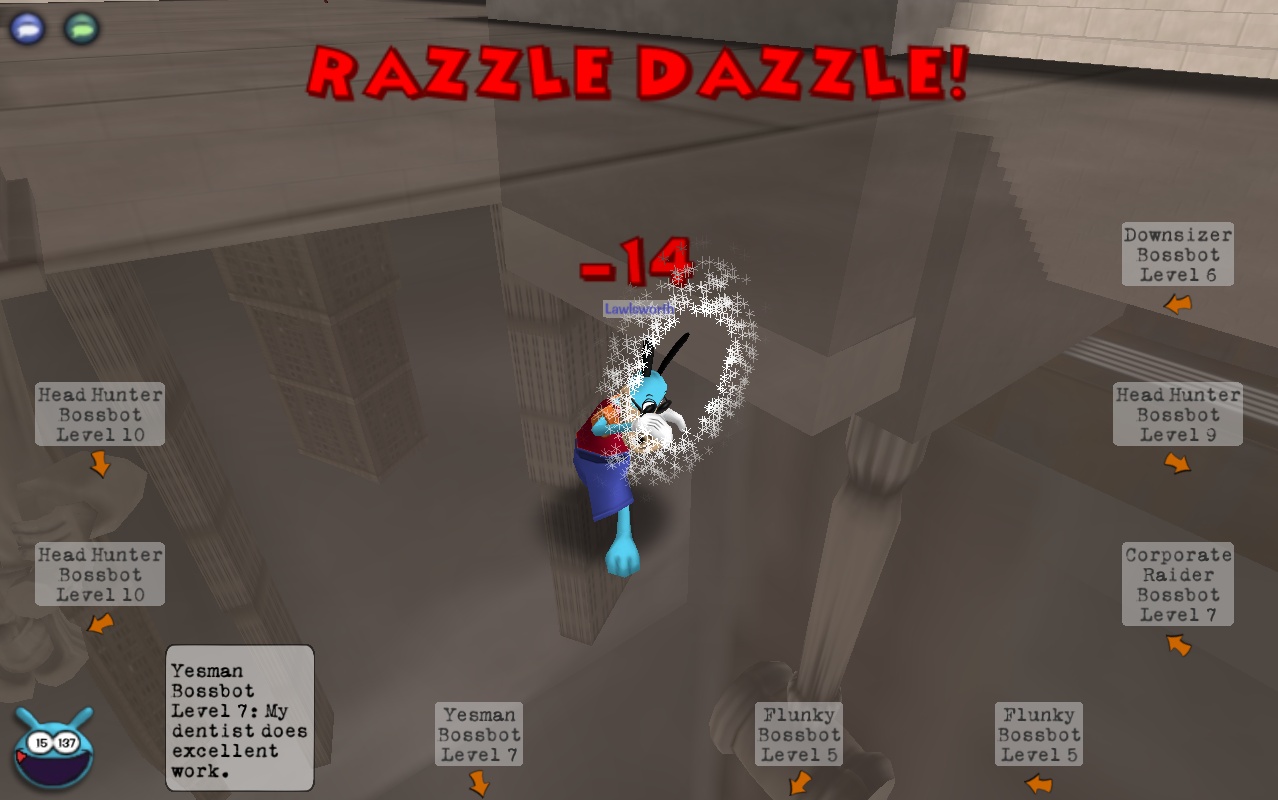 RAZZLE DAZZLE!
-14
Lawlsworth
Downsizer
Bossbot
Level 6
Head Hunter
Bossbot
Level 10
Head Hunter
Bossbot
Level 9
Head Hunter
Bossbot
Level 10
Corporate
Raider
Bossbot
Level 7
Yesman
Bossbot
Level 7: My
dentist does
excellent
work.
Yesman
Bossbot
Level 7
Flunky
Bossbot
Level 5
Flunky
Bossbot
Level 5
15 137